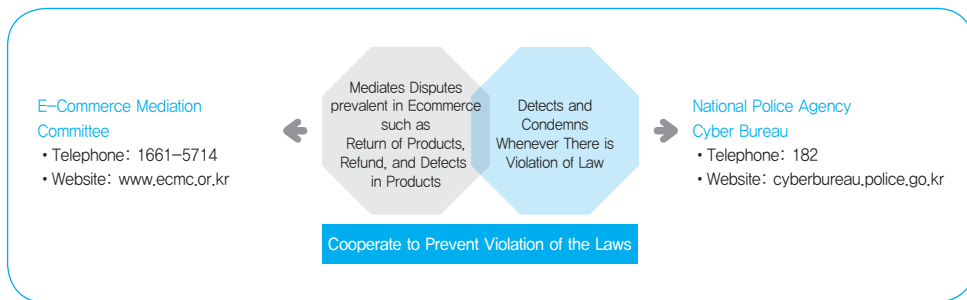 E-Commerce Mediation
Committee
• Telephone: 1661-5714
• Website: www.ecmc.or.kr
Mediates Disputes
prevalent in Ecommerce
such as
Return of Products,
Refund, and Defects
in Products
Detects and
Condemns
Whenever There is
Violation of Law
National Police Agency
Cyber Bureau
• Telephone: 182
• Website: cyberbureau.police.go.kr
Cooperate to Prevent Violation of the Laws